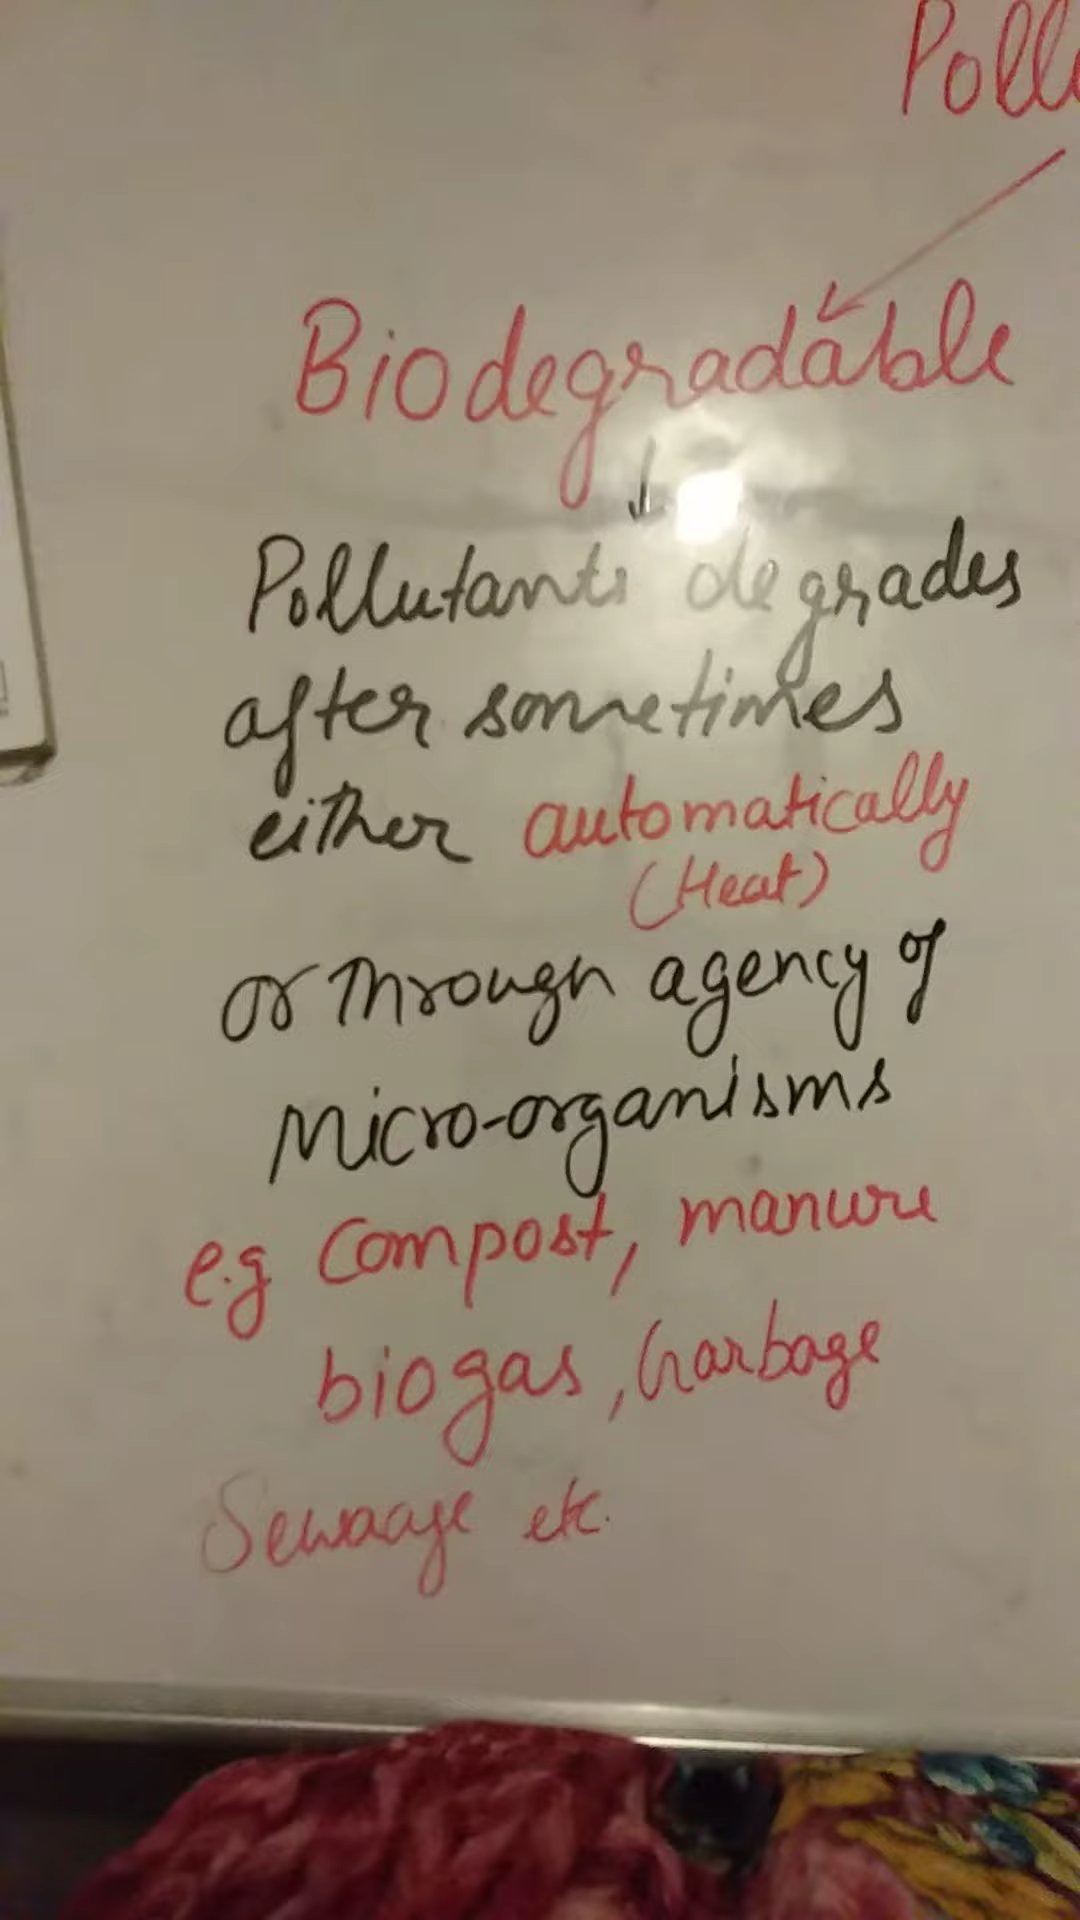 Poll
Biodegradable
Pollutants degrades
after sometimes
either automatically
(Heat)
or through agency of
Micro-organisms
e.g compost, manure
biogas, Garbage
Sewaage etc.